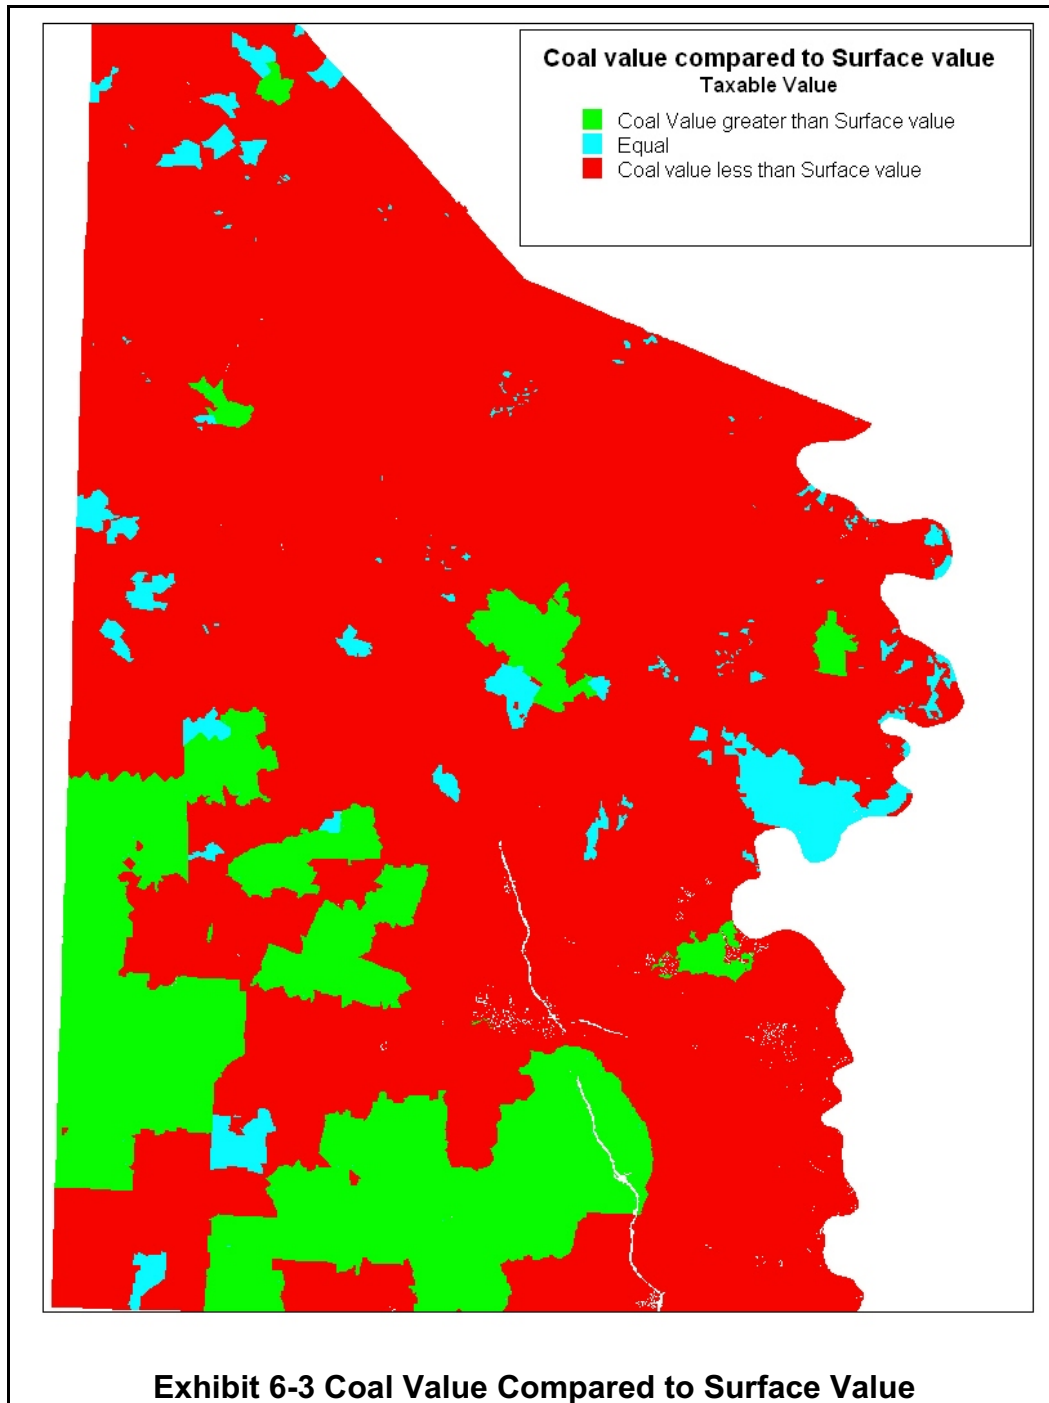 Coal value compared to Surface value
Taxable Value
Coal Value greater than Surface value
Equal
Coal value less than Surface value
Exhibit 6-3 Coal Value Compared to Surface Value